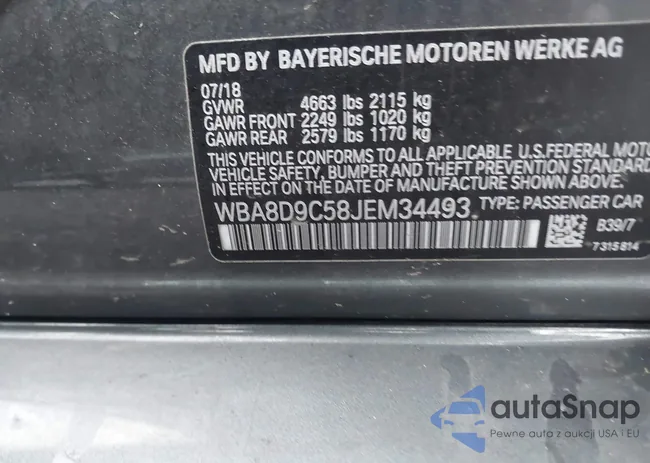 MFD BY BAYERISCHE MOTOREN WERKE AG
07/18
GVWR 4663 lbs 2115 kg
GAWR FRONT 2249 lbs 1020 kg
GAWR REAR 2579 lbs 1170 kg
THIS VEHICLE CONFORMS TO ALL APPLICABLE U.S.FEDERAL MOTO
VEHICLE SAFETY, BUMPER AND THEFT PREVENTION STANDARD
IN EFFECT ON THE DATE OF MANUFACTURE SHOWN ABOVE.
WBA8D9C58JEM34493 TYPE: PASSENGER CAR
B39/7
7315814
autaSnap
Pewne auta z aukcji USA i EU